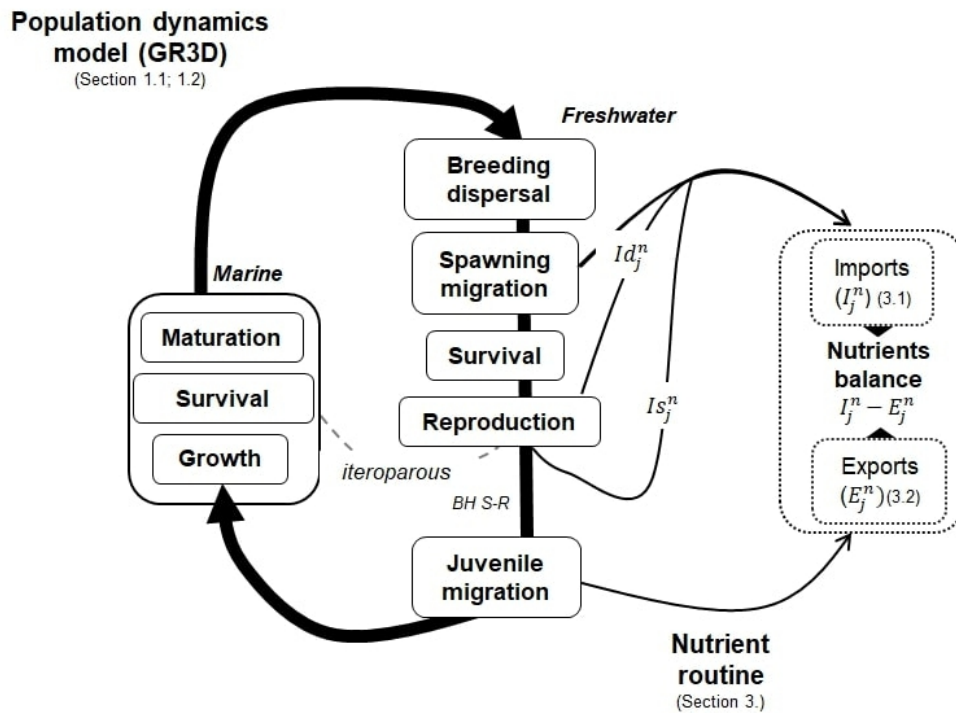 Population dynamics
model (GR3D)
(Section 1.1; 1.2)
Freshwater
Breeding
dispersal
Spawning
migration
Survival
Reproduction
Marine
Maturation
Survival
Growth
iteroparous
BH S-R
Juvenile
migration
$Id_j^n$
$Is_j^n$
Imports
$(I_j^n)$ (3.1)
Nutrients
balance
$I_j^n - E_j^n$
Exports
$(E_j^n)$(3.2)
Nutrient
routine
(Section 3.)